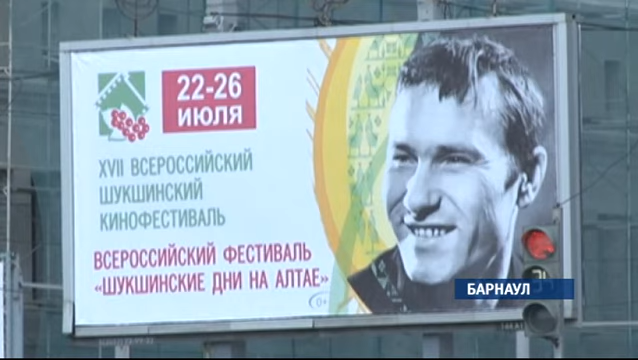 22-26
ИЮЛЯ
XVII ВСЕРОССИЙСКИЙ
ШУКШИНСКИЙ
КИНОФЕСТИВАЛЬ
ВСЕРОССИЙСКИЙ ФЕСТИВАЛЬ
«ШУКШИНСКИЕ ДНИ НА АЛТАЕ»
0+
БАРНАУЛ